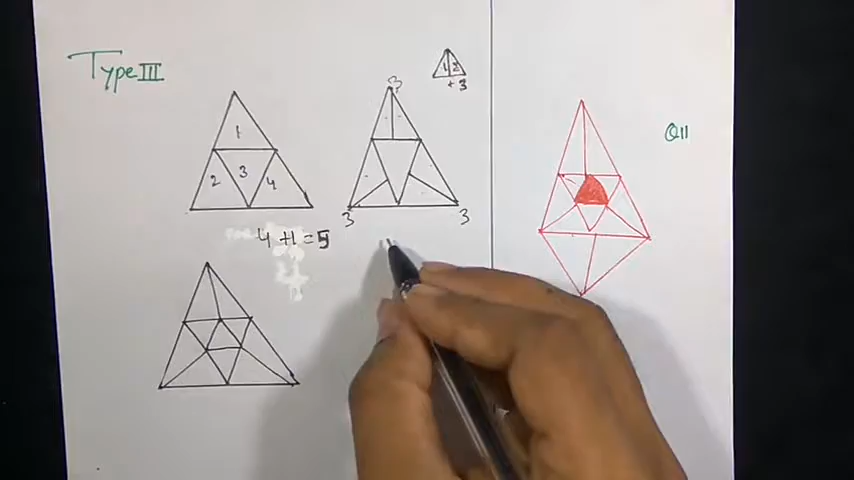 Type III
1
2 3 4
4 + 1 = 5
3
3 3
1 2
+ 3
Q11